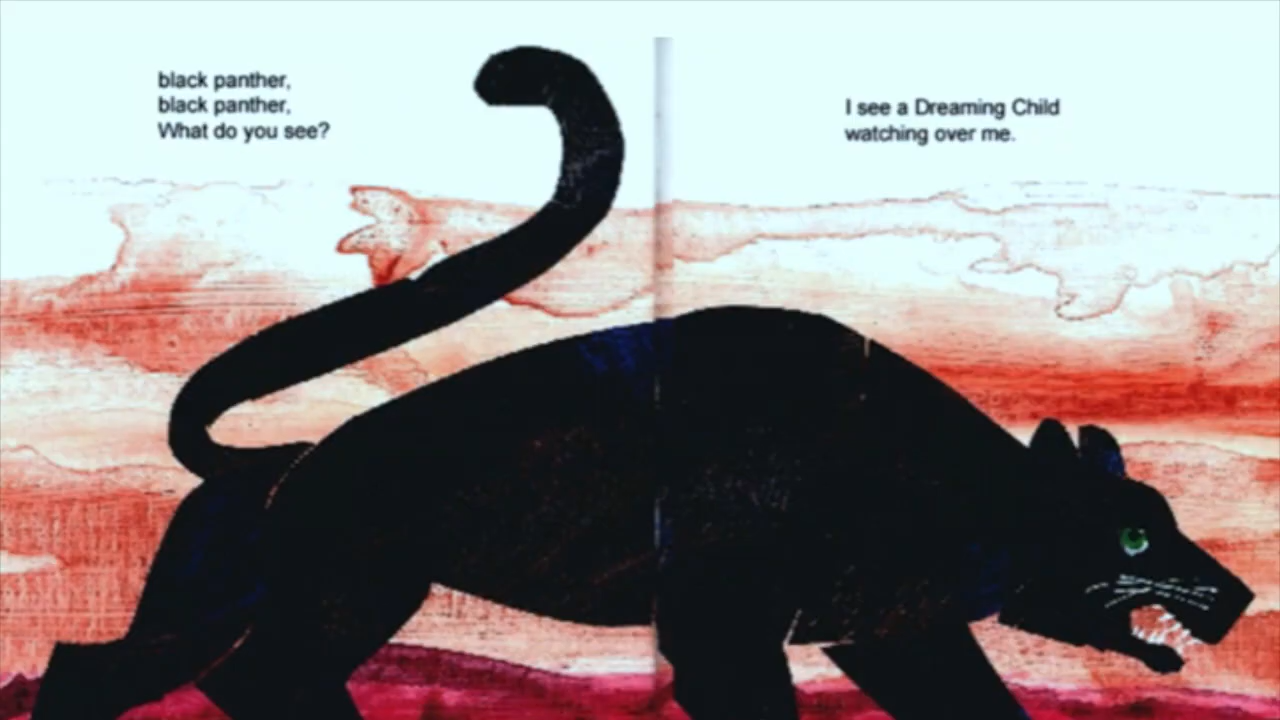 black panther,
black panther,
What do you see?
I see a Dreaming Child
watching over me.